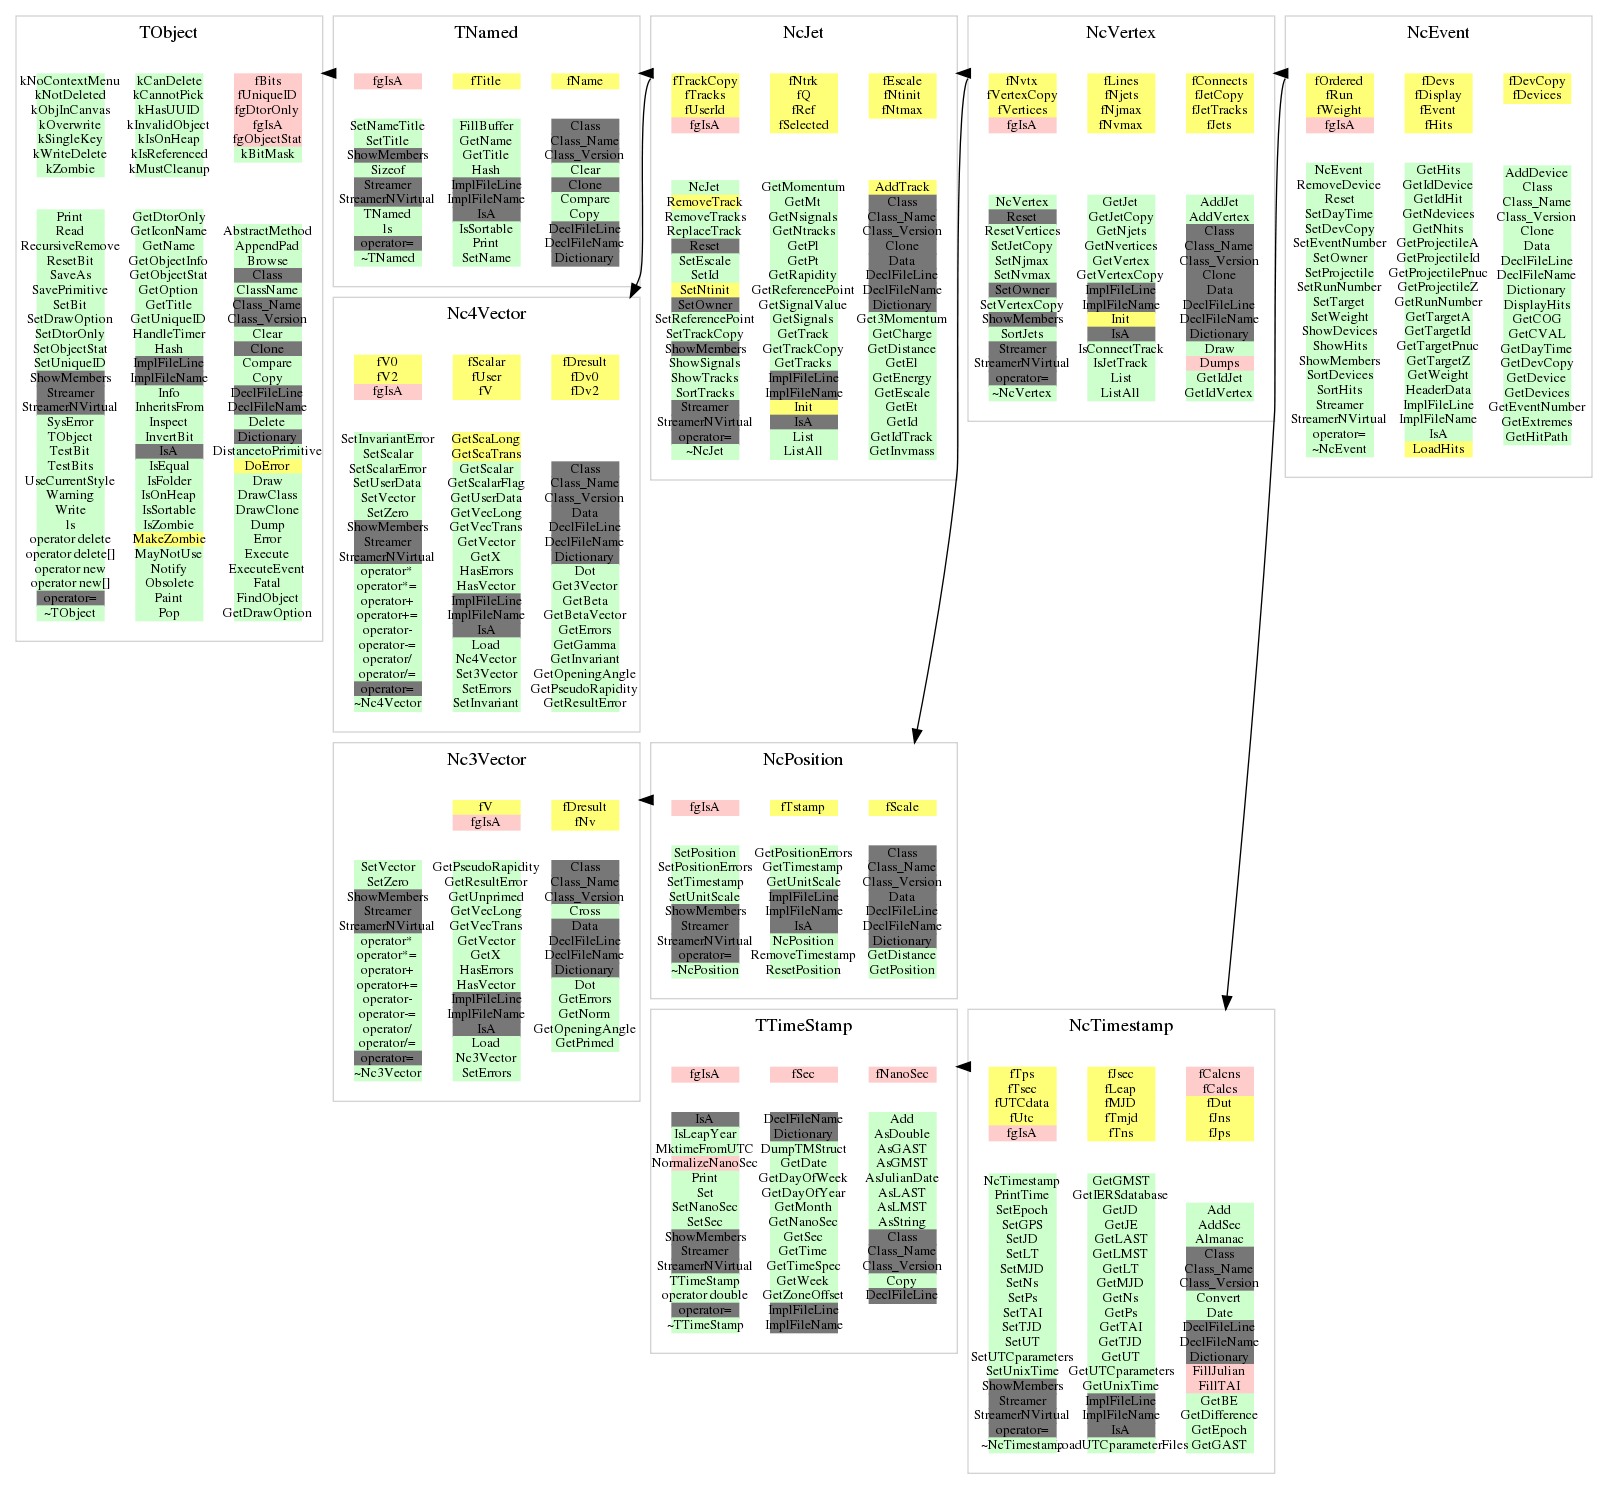 TObject
kNoContextMenu kCanDelete fBits
kNotDeleted kCannotPick fUniqueID
kObjInCanvas kHasUUID fgDtorOnly
kOverwrite kInvalidObject fgIsA
kSingleKey kIsOnHeap fgObjectStat
kWriteDelete kIsReferenced kBitMask
kZombie kMustCleanup
Print GetDtorOnly
Read GetIconName AbstractMethod
RecursiveRemove GetName AppendPad
ResetBit GetObjectInfo Browse
SaveAs GetObjectStat Class
SavePrimitive GetOption ClassName
SetBit GetTitle Class_Name
SetDrawOption GetUniqueID Class_Version
SetDtorOnly HandleTimer Clear
SetObjectStat Hash Clone
SetUniqueID ImplFileLine Compare
ShowMembers ImplFileName Copy
Streamer Info DeclFileLine
StreamerNVirtual InheritsFrom DeclFileName
SysError Inspect Delete
TObject InvertBit Dictionary
TestBit IsA DistancetoPrimitive
TestBits IsEqual DoError
UseCurrentStyle IsFolder Draw
Warning IsOnHeap DrawClass
Write IsSortable DrawClone
ls IsZombie Dump
operator delete MakeZombie Error
operator delete[] MayNotUse Execute
operator new Notify ExecuteEvent
operator new[] Obsolete Fatal
operator= Paint FindObject
~TObject Pop GetDrawOption
TNamed
fgIsA fTitle fName
SetNameTitle FillBuffer Class
SetTitle GetName Class_Name
ShowMembers GetTitle Class_Version
Sizeof Hash Clear
Streamer ImplFileLine Clone
StreamerNVirtual ImplFileName Compare
TNamed IsA Copy
ls IsSortable DeclFileLine
operator= Print DeclFileName
~TNamed SetName Dictionary
Nc4Vector
fV0 fScalar fDresult
fV2 fUser fDv0
fgIsA fV fDv2
SetInvariantError GetScaLong
SetScalar GetScaTrans
SetScalarError GetScalar Class
SetUserData GetScalarFlag Class_Name
SetVector GetUserData Class_Version
SetZero GetVecLong Data
ShowMembers GetVecTrans DeclFileLine
Streamer GetVector DeclFileName
StreamerNVirtual GetX Dictionary
operator* HasErrors Dot
operator*= HasVector Get3Vector
operator+ ImplFileLine GetBeta
operator+= ImplFileName GetBetaVector
operator- IsA GetErrors
operator-= Load GetGamma
operator/ Nc4Vector GetInvariant
operator/= Set3Vector GetOpeningAngle
operator= SetErrors GetPseudoRapidity
~Nc4Vector SetInvariant GetResultError
Nc3Vector
fV fDresult
fgIsA fNv
SetVector GetPseudoRapidity Class
SetZero GetResultError Class_Name
ShowMembers GetUnprimed Class_Version
Streamer GetVecLong Cross
StreamerNVirtual GetVecTrans Data
operator* GetVector DeclFileLine
operator*= GetX DeclFileName
operator+ HasErrors Dictionary
operator+= HasVector Dot
operator- ImplFileLine GetErrors
operator-= ImplFileName GetNorm
operator/ IsA GetOpeningAngle
operator/= Load GetPrimed
operator= Nc3Vector
~Nc3Vector SetErrors
NcJet
fTrackCopy fNtrk fEscale
fTracks fQ fNtinit
fUserId fRef fNtmax
fgIsA fSelected
NcJet GetMomentum AddTrack
RemoveTrack GetMt Class
RemoveTracks GetNsignals Class_Name
ReplaceTrack GetNtracks Class_Version
Reset GetPl Clone
SetEscale GetPt Data
SetId GetRapidity DeclFileLine
SetNtinit GetReferencePoint DeclFileName
SetOwner GetSignalValue Dictionary
SetReferencePoint GetSignals Get3Momentum
SetTrackCopy GetTrack GetCharge
ShowMembers GetTrackCopy GetDistance
ShowSignals GetTracks GetEl
ShowTracks ImplFileLine GetEnergy
SortTracks ImplFileName GetEscale
Streamer Init GetEt
StreamerNVirtual IsA GetId
operator= List GetIdTrack
~NcJet ListAll GetInvmass
NcPosition
fgIsA fTstamp fScale
SetPosition GetPositionErrors Class
SetPositionErrors GetTimestamp Class_Name
SetTimestamp GetUnitScale Class_Version
SetUnitScale ImplFileLine Data
ShowMembers ImplFileName DeclFileLine
Streamer IsA DeclFileName
StreamerNVirtual NcPosition Dictionary
operator= RemoveTimestamp GetDistance
~NcPosition ResetPosition GetPosition
TTimeStamp
fgIsA fSec fNanoSec
IsA DeclFileName Add
IsLeapYear Dictionary AsDouble
MktimeFromUTC DumpTMStruct AsGAST
NormalizeNanoSec GetDate AsGMST
Print GetDayOfWeek AsJulianDate
Set GetDayOfYear AsLAST
SetNanoSec GetMonth AsLMST
SetSec GetNanoSec AsString
ShowMembers GetSec Class
Streamer GetTime Class_Name
StreamerNVirtual GetTimeSpec Class_Version
TTimeStamp GetWeek Copy
operator double GetZoneOffset DeclFileLine
operator= ImplFileLine
~TTimeStamp ImplFileName
NcVertex
fNvtx fLines fConnects
fVertexCopy fNjets fJetCopy
fVertices fNjmax fJetTracks
fgIsA fNvmax fJets
NcVertex GetJet AddJet
Reset GetJetCopy AddVertex
ResetVertices GetNjets Class
SetJetCopy GetNvertices Class_Name
SetNjmax GetVertex Class_Version
SetNvmax GetVertexCopy Clone
SetOwner ImplFileLine Data
SetVertexCopy ImplFileName DeclFileLine
ShowMembers Init DeclFileName
SortJets IsA Dictionary
Streamer IsConnectTrack Draw
StreamerNVirtual IsJetTrack Dumps
operator= List GetIdJet
~NcVertex ListAll GetIdVertex
NcTimestamp
fTps fJsec fCalcns
fTsec fLeap fCalcs
fUTCdata fMJD fDut
fUtc fTmjd fJns
fgIsA fTns fJps
NcTimestamp GetGMST
PrintTime GetIERSdatabase
SetEpoch GetJD Add
SetGPS GetJE AddSec
SetJD GetLAST Almanac
SetLT GetLMST Class
SetMJD GetLT Class_Name
SetNs GetMJD Class_Version
SetPs GetNs Convert
SetTAI GetPs Date
SetTJD GetTAI DeclFileLine
SetUT GetTJD DeclFileName
SetUTCparameters GetUT Dictionary
SetUnixTime GetUTCparameters FillJulian
ShowMembers GetUnixTime FillTAI
Streamer ImplFileLine GetBE
StreamerNVirtual ImplFileName GetDifference
operator= IsA GetEpoch
~NcTimestamp LoadUTCparameterFiles GetGAST
NcEvent
fOrdered fDevs fDevCopy
fRun fDisplay fDevices
fWeight fEvent
fgIsA fHits
NcEvent GetHits AddDevice
RemoveDevice GetIdDevice Class
Reset GetIdHit Class_Name
SetDayTime GetNdevices Class_Version
SetDevCopy GetNhits Clone
SetEventNumber GetProjectileA Data
SetOwner GetProjectileId DeclFileLine
SetProjectile GetProjectilePnuc DeclFileName
SetRunNumber GetProjectileZ Dictionary
SetTarget GetRunNumber DisplayHits
SetWeight GetTargetA GetCOG
ShowDevices GetTargetId GetCVAL
ShowHits GetTargetPnuc GetDayTime
ShowMembers GetTargetZ GetDevCopy
SortDevices GetWeight GetDevice
SortHits HeaderData GetDevices
Streamer ImplFileLine GetEventNumber
StreamerNVirtual ImplFileName GetExtremes
operator= IsA GetHitPath
~NcEvent LoadHits